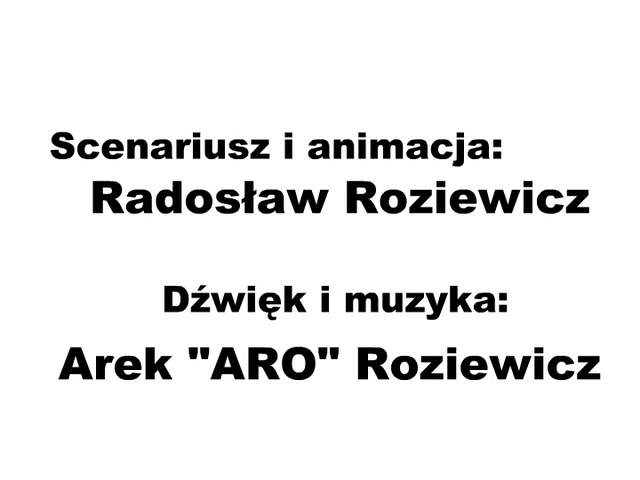 Scenariusz i animacja:
Radosław Roziewicz
Dźwięk i muzyka:
Arek "ARO" Roziewicz